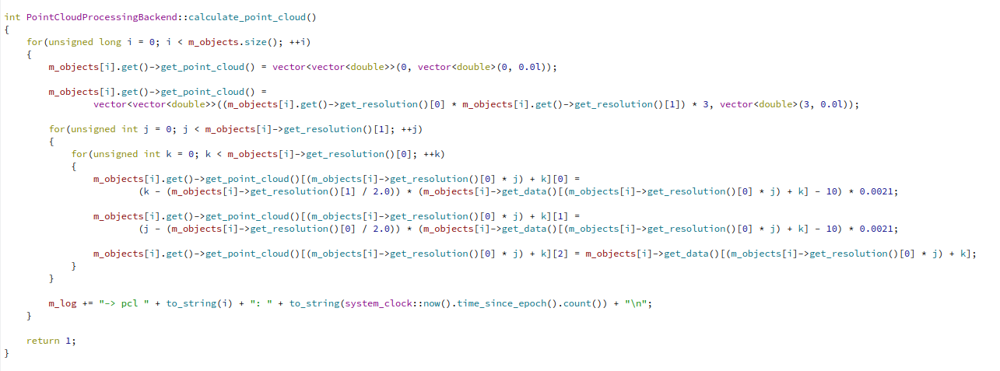 int PointCloudProcessingBackend::calculate_point_cloud()
{
    for(unsigned long i = 0; i < m_objects.size(); ++i)
    {
        m_objects[i].get()->get_point_cloud() = vector<vector<double>>(0, vector<double>(0, 0.0l));

        m_objects[i].get()->get_point_cloud() =
                vector<vector<double>>((m_objects[i].get()->get_resolution()[0] * m_objects[i].get()->get_resolution()[1]) * 3, vector<double>(3, 0.0l));

        for(unsigned int j = 0; j < m_objects[i]->get_resolution()[1]; ++j)
        {
            for(unsigned int k = 0; k < m_objects[i]->get_resolution()[0]; ++k)
            {
                m_objects[i].get()->get_point_cloud()[(m_objects[i]->get_resolution()[0] * j) + k][0] =
                        (k - (m_objects[i]->get_resolution()[1] / 2.0)) * (m_objects[i]->get_data()[(m_objects[i]->get_resolution()[0] * j) + k] - 10) * 0.0021;

                m_objects[i].get()->get_point_cloud()[(m_objects[i]->get_resolution()[0] * j) + k][1] =
                        (j - (m_objects[i]->get_resolution()[0] / 2.0)) * (m_objects[i]->get_data()[(m_objects[i]->get_resolution()[0] * j) + k] - 10) * 0.0021;

                m_objects[i].get()->get_point_cloud()[(m_objects[i]->get_resolution()[0] * j) + k][2] = m_objects[i]->get_data()[(m_objects[i]->get_resolution()[0] * j) + k];
            }
        }

        m_log += "-> pcl " + to_string(i) + ": " + to_string(system_clock::now().time_since_epoch().count()) + "\n";
    }

    return 1;
}